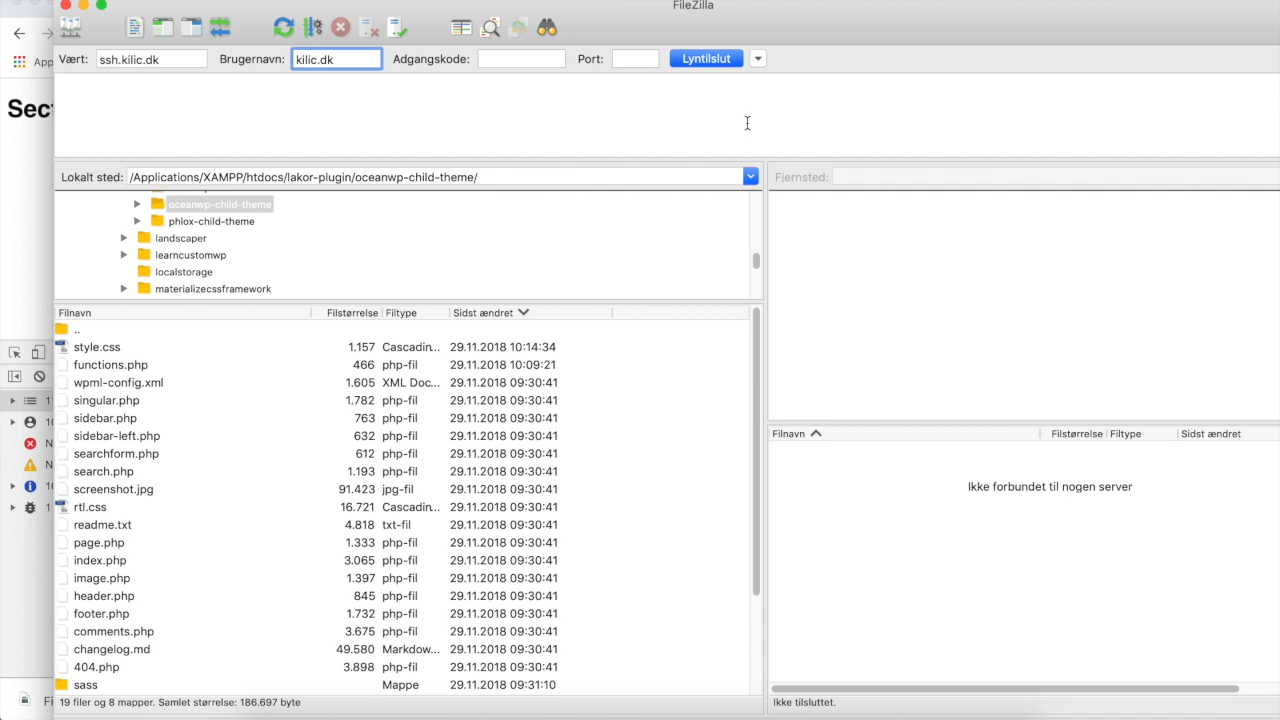 FileZilla
App
Vært: ssh.kilic.dk Brugernavn: kilic.dk Adgangskode: Port: Lyntilslut
Sect
Lokalt sted: /Applications/XAMPP/htdocs/lakor-plugin/oceanwp-child-theme/ Fjernsted:
oceanwp-child-theme
phlox-child-theme
landscaper
learncustomwp
localstorage
materializecssframework
Filnavn Filstørrelse Filtype Sidst ændret
..
style.css 1.157 Cascadin... 29.11.2018 10:14:34
functions.php 466 php-fil 29.11.2018 10:09:21
wpml-config.xml 1.605 XML Doc... 29.11.2018 09:30:41
singular.php 1.782 php-fil 29.11.2018 09:30:41
sidebar.php 763 php-fil 29.11.2018 09:30:41
sidebar-left.php 632 php-fil 29.11.2018 09:30:41
searchform.php 612 php-fil 29.11.2018 09:30:41
search.php 1.193 php-fil 29.11.2018 09:30:41
screenshot.jpg 91.423 jpg-fil 29.11.2018 09:30:41
rtl.css 16.721 Cascadin... 29.11.2018 09:30:41
readme.txt 4.818 txt-fil 29.11.2018 09:30:41
page.php 1.333 php-fil 29.11.2018 09:30:41
index.php 3.065 php-fil 29.11.2018 09:30:41
image.php 1.397 php-fil 29.11.2018 09:30:41
header.php 845 php-fil 29.11.2018 09:30:41
footer.php 1.732 php-fil 29.11.2018 09:30:41
comments.php 3.675 php-fil 29.11.2018 09:30:41
changelog.md 49.580 Markdow... 29.11.2018 09:30:41
404.php 3.898 php-fil 29.11.2018 09:30:41
sass Mappe 29.11.2018 09:31:10
19 filer og 8 mapper. Samlet størrelse: 186.697 byte
Filnavn Filstørrelse Filtype Sidst ændret
Ikke forbundet til nogen server
Ikke tilsluttet.